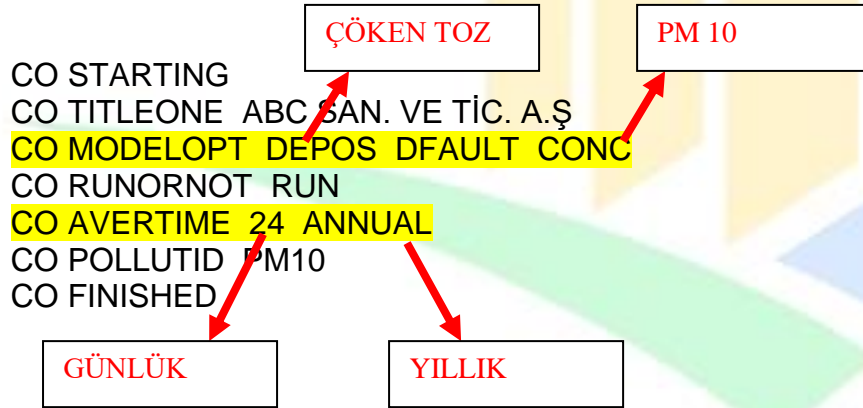 ÇÖKEN TOZ
PM 10
CO STARTING
CO TITLEONE ABC SAN. VE TİC. A.Ş
CO MODELOPT DEPOS DFAULT CONC
CO RUNORNOT RUN
CO AVERTIME 24 ANNUAL
CO POLLUTID PM10
CO FINISHED
GÜNLÜK
YILLIK